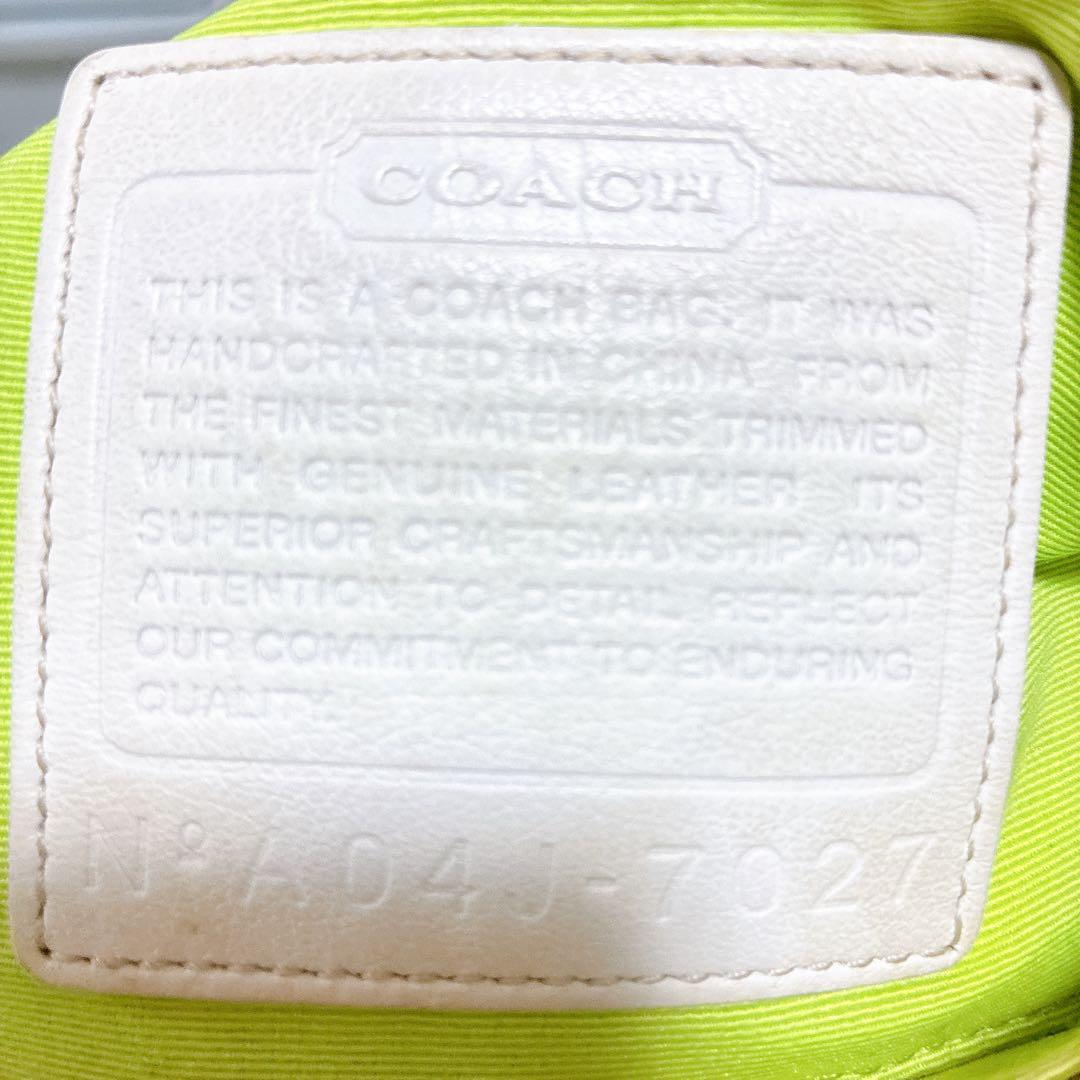 COACH
THIS IS A COACH BAG. IT WAS
HANDCRAFTED IN CHINA FROM
THE FINEST MATERIALS TRIMMED
WITH GENUINE LEATHER. ITS
SUPERIOR CRAFTSMANSHIP AND
ATTENTION TO DETAIL REFLECT
OUR COMMITMENT TO ENDURING
QUALITY.
Nº A04J-7027